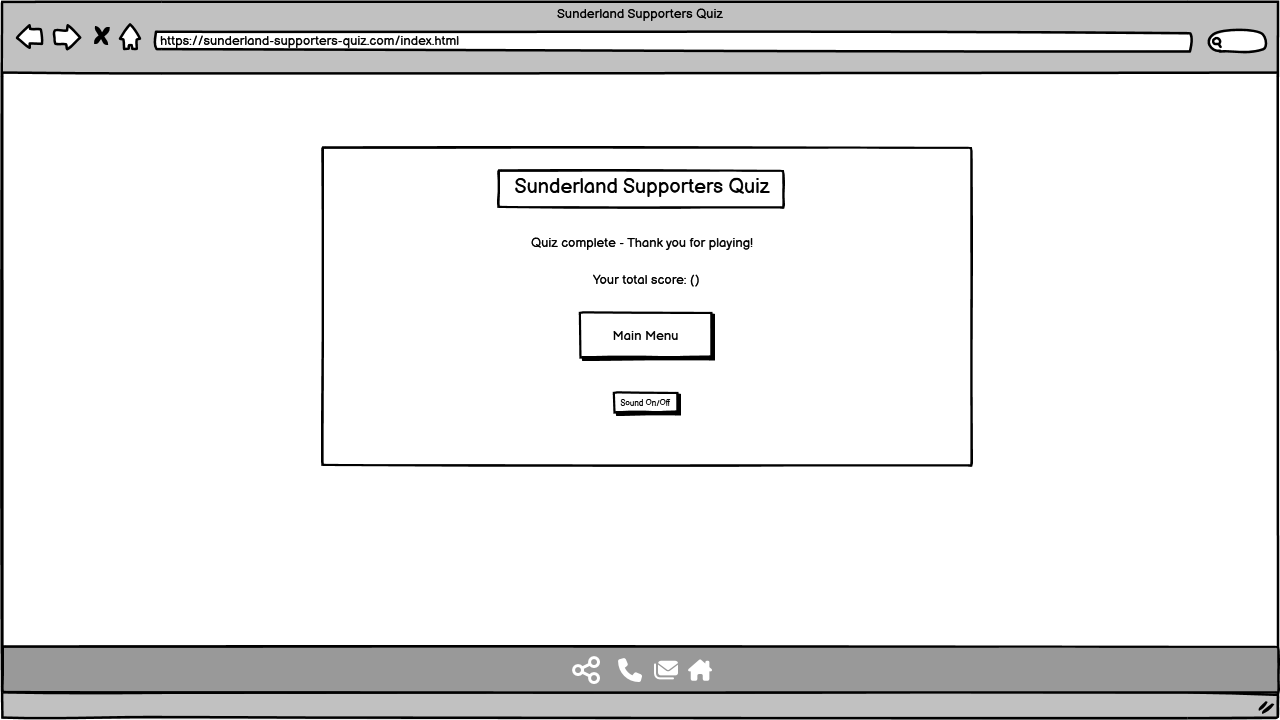 Sunderland Supporters Quiz
https://sunderland-supporters-quiz.com/index.html
Sunderland Supporters Quiz
Quiz complete - Thank you for playing!
Your total score: ()
Main Menu
Sound On/Off